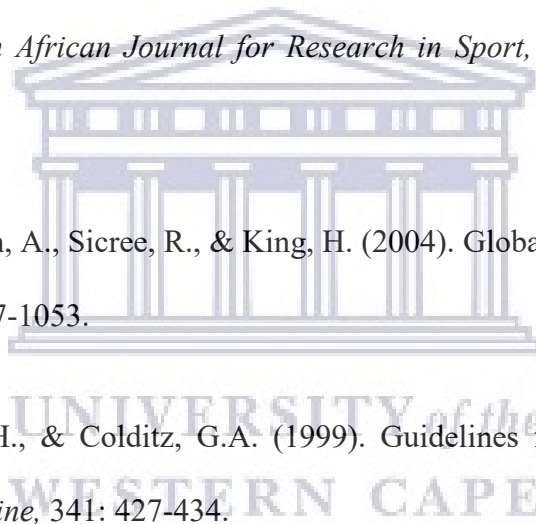 African Journal for Research in Sport,
A., Sicree, R., & King, H. (2004). Globa
7-1053.
H., & Colditz, G.A. (1999). Guidelines
UNIVERSITY of the
ine, 341: 427-434.
WESTERN CAPE